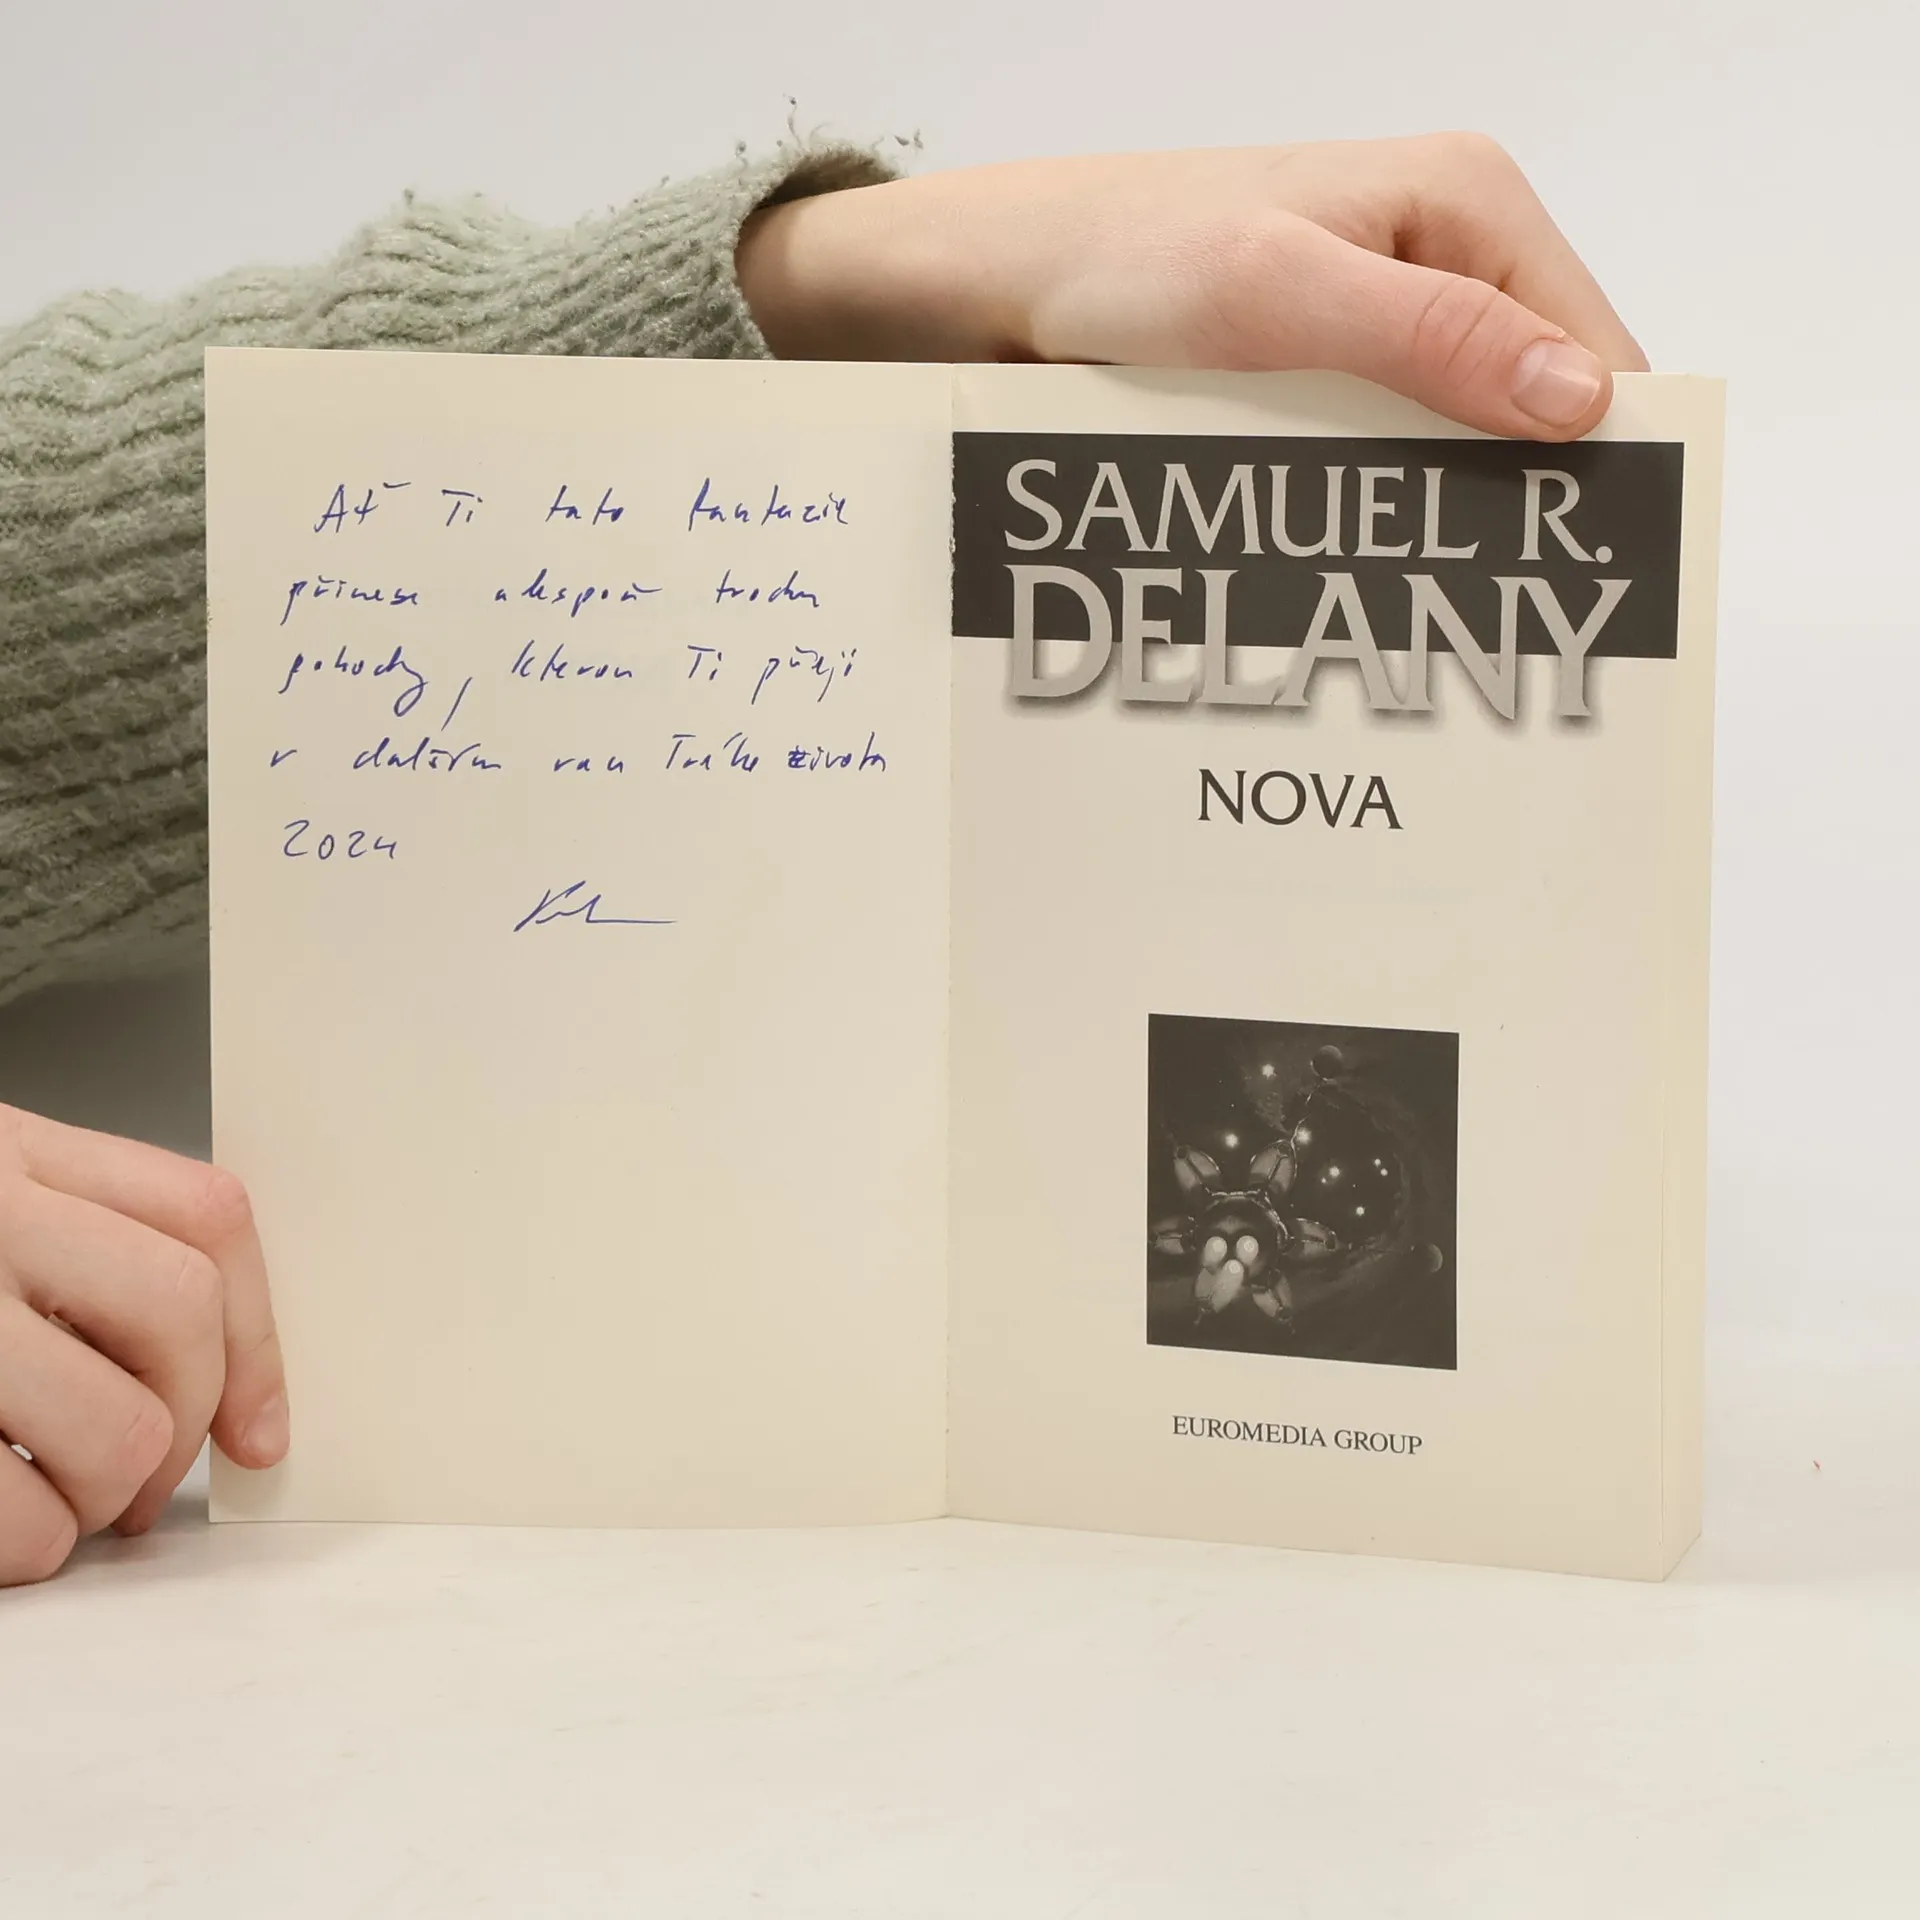 Ať Ti tato fantazie
přinese alespoň trochu
pohody, kterou Ti přeji
v dalším roku Tvého života
2024
SAMUEL R.
DELANY
NOVA
EUROMEDIA GROUP